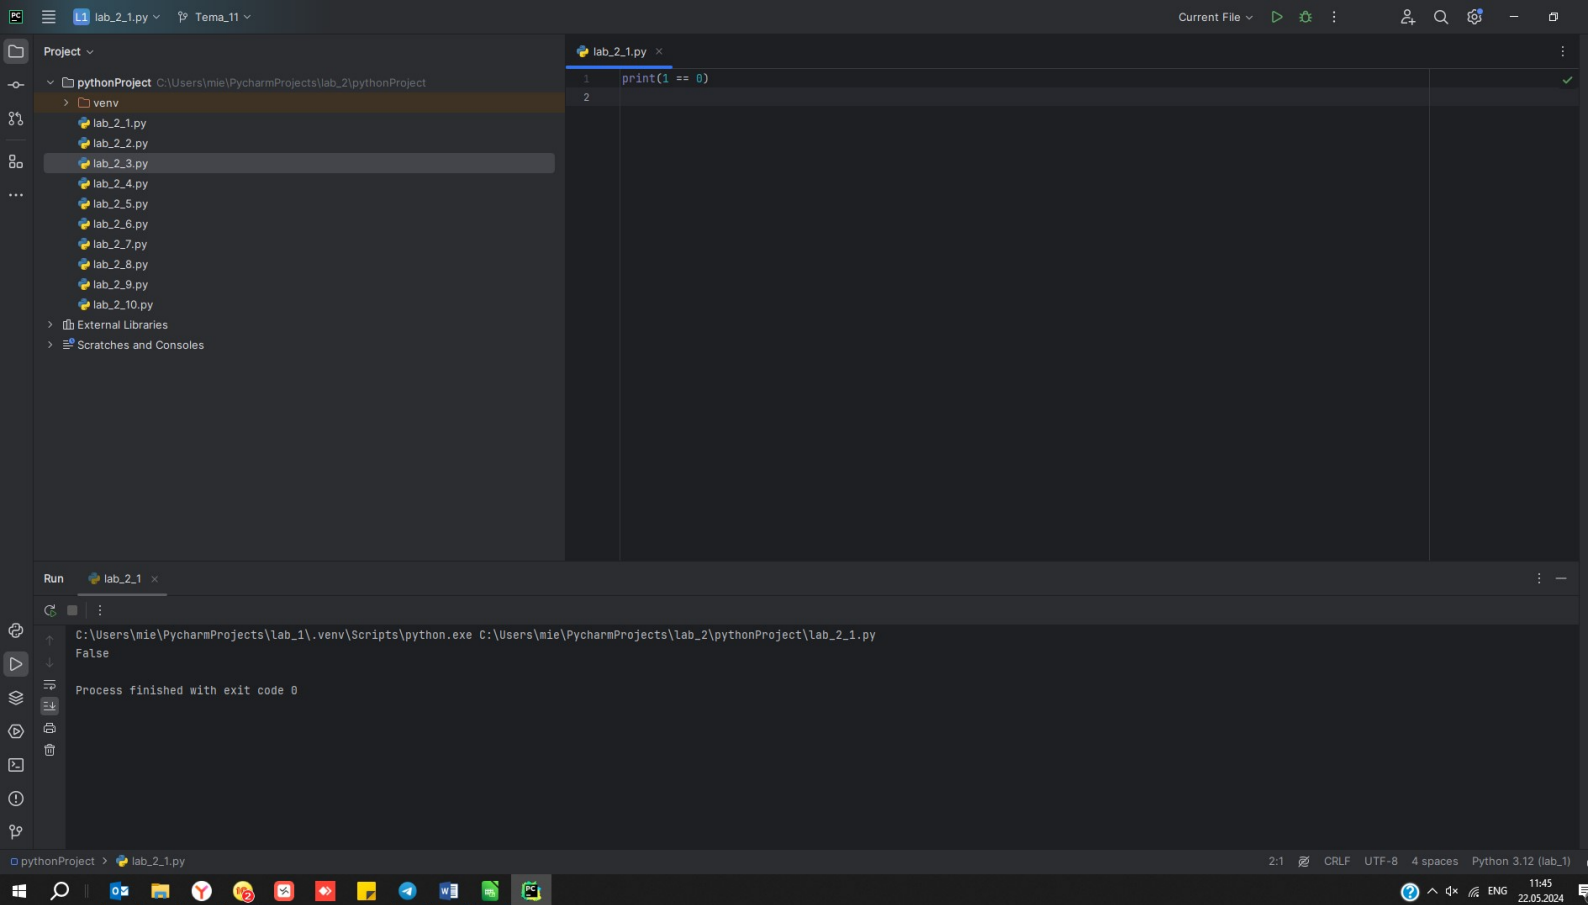 PC L1 lab_2_1.py Tema_11 Current File
Project
lab_2_1.py
pythonProject C:\Users\mie\PycharmProjects\lab_2\pythonProject
1 print(1 == 0)
venv
2
lab_2_1.py
lab_2_2.py
lab_2_3.py
lab_2_4.py
lab_2_5.py
lab_2_6.py
lab_2_7.py
lab_2_8.py
lab_2_9.py
lab_2_10.py
External Libraries
Scratches and Consoles
Run lab_2_1
C:\Users\mie\PycharmProjects\lab_1\.venv\Scripts\python.exe C:\Users\mie\PycharmProjects\lab_2\pythonProject\lab_2_1.py
False
Process finished with exit code 0
pythonProject > lab_2_1.py 2:1 CRLF UTF-8 4 spaces Python 3.12 (lab_1)
ENG 11:45
22.05.2024